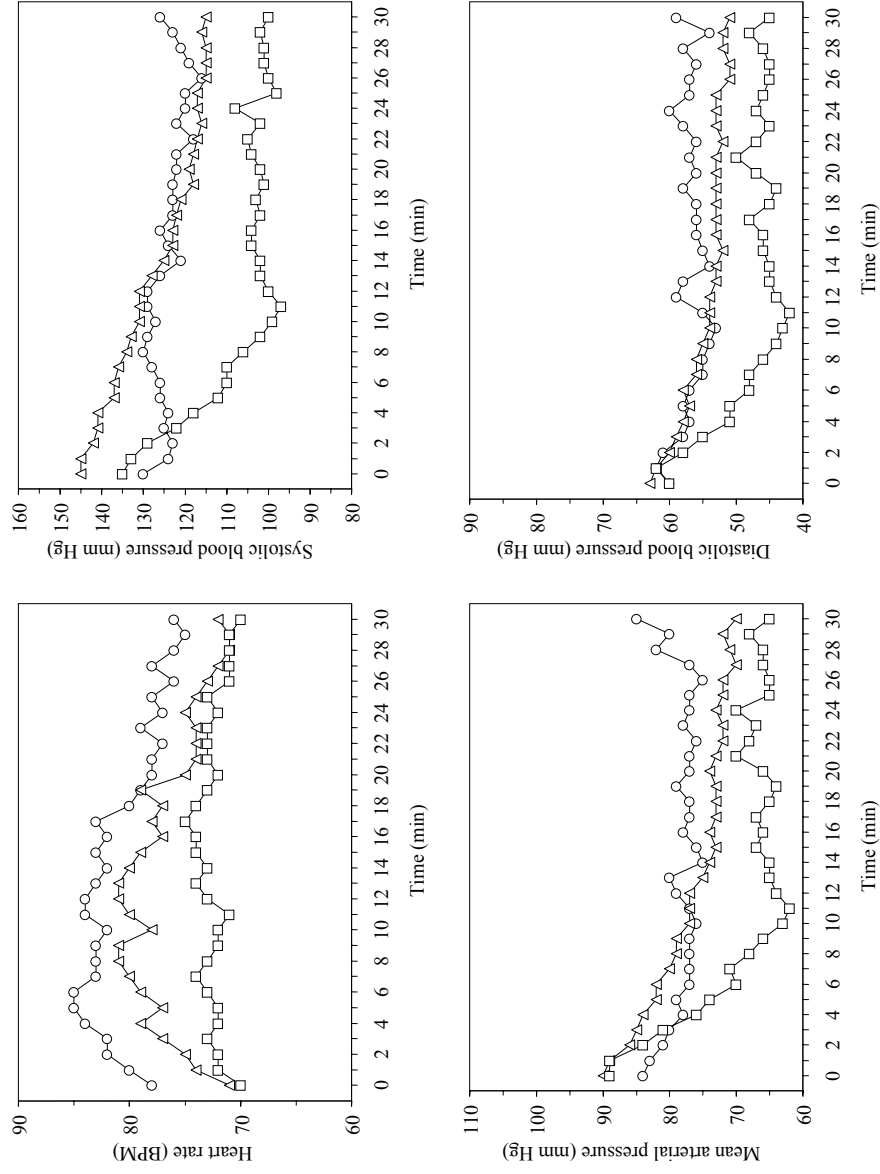 Heart rate (BPM)
90
80
70
60
0 2 4 6 8 10 12 14 16 18 20 22 24 26 28 30
Time (min)
Systolic blood pressure (mm Hg)
160
150
140
130
120
110
100
90
80
0 2 4 6 8 10 12 14 16 18 20 22 24 26 28 30
Time (min)
Mean arterial pressure (mm Hg)
110
100
90
80
70
60
0 2 4 6 8 10 12 14 16 18 20 22 24 26 28 30
Time (min)
Diastolic blood pressure (mm Hg)
90
80
70
60
50
40
0 2 4 6 8 10 12 14 16 18 20 22 24 26 28 30
Time (min)